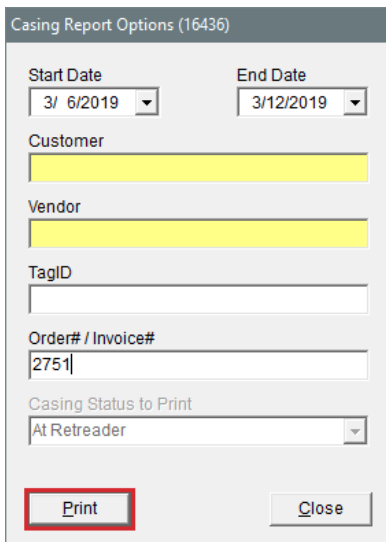 Casing Report Options (16436)
Start Date End Date
3/ 6/2019 3/12/2019
Customer
Vendor
TagID
Order# / Invoice#
2751
Casing Status to Print
At Retreader
Print Close